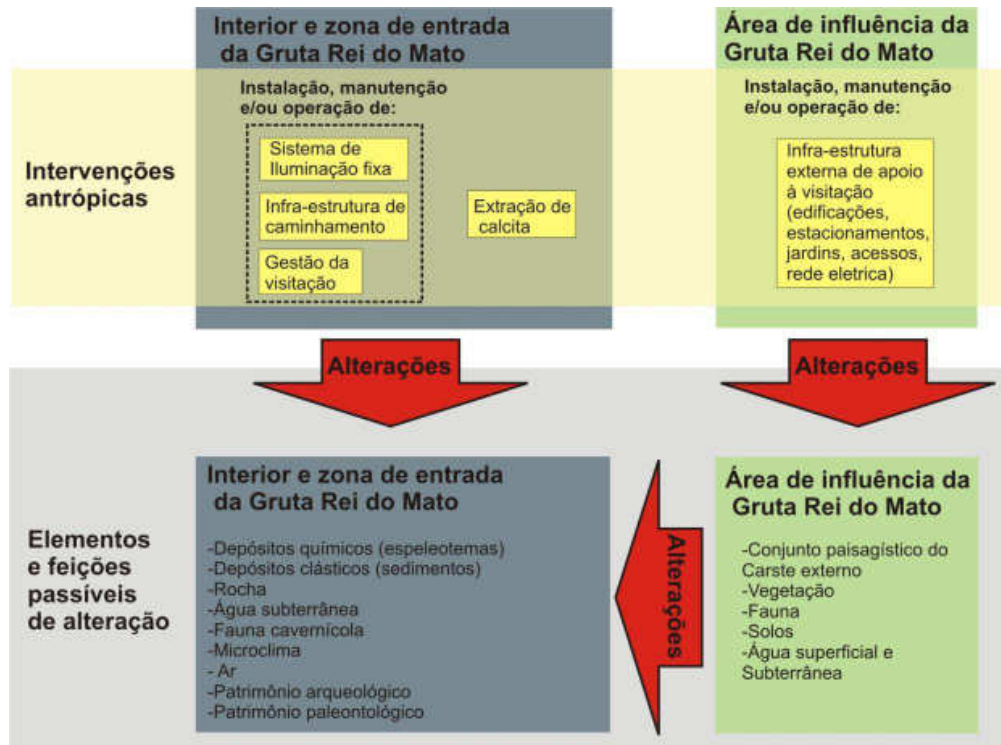 Interior e zona de entrada
da Gruta Rei do Mato
Área de influência da
Gruta Rei do Mato
Intervenções
antrópicas
Instalação, manutenção
e/ou operação de:
Sistema de
Iluminação fixa
Infra-estrutura de
caminhamento
Gestão da
visitação
Extração de
calcita
Instalação, manutenção
e/ou operação de:
Infra-estrutura
externa de apoio
à visitação
(edificações,
estacionamentos,
jardins, acessos,
rede eletrica)
Alterações
Alterações
Elementos
e feições
passíveis
de alteração
Interior e zona de entrada
da Gruta Rei do Mato
-Depósitos químicos (espeleotemas)
-Depósitos clásticos (sedimentos)
-Rocha
-Água subterrânea
-Fauna cavernícola
-Microclima
- Ar
-Patrimônio arqueológico
-Patrimônio paleontológico
Alterações
Área de influência da
Gruta Rei do Mato
-Conjunto paisagístico do
Carste externo
-Vegetação
-Fauna
-Solos
-Água superficial e
Subterrânea